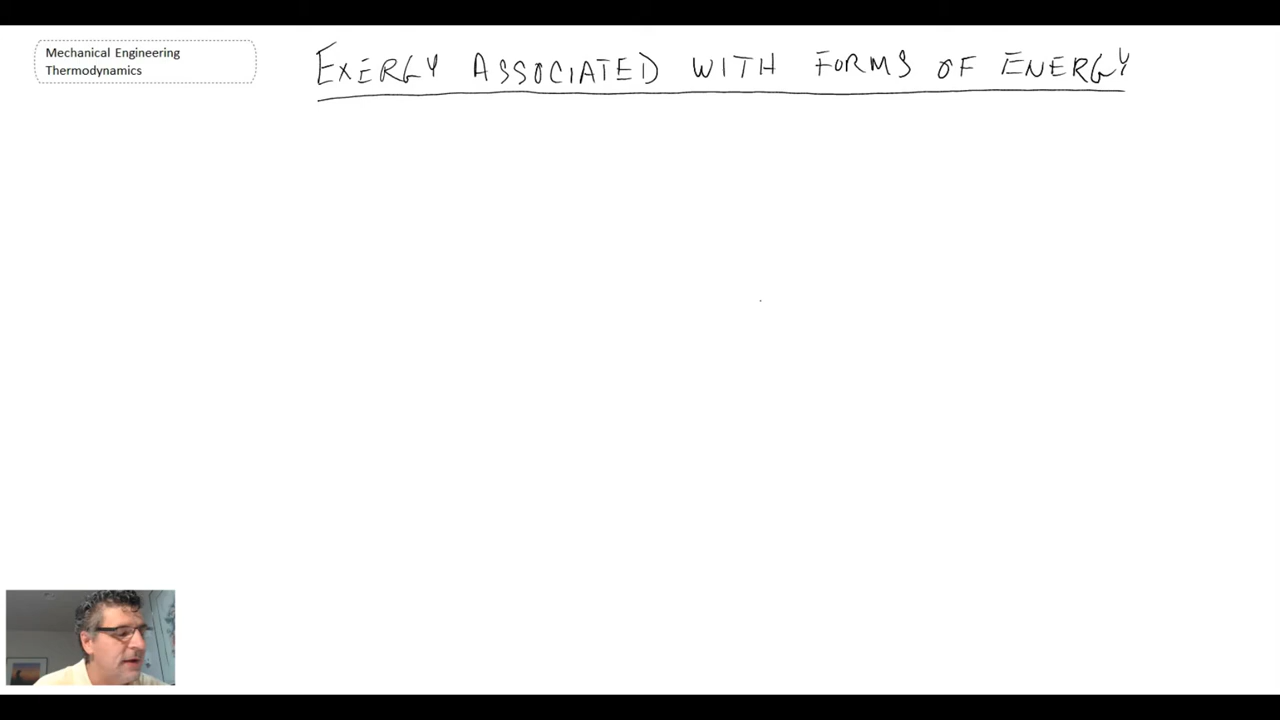 Mechanical Engineering
Thermodynamics
EXERGY ASSOCIATED WITH FORMS OF ENERGY